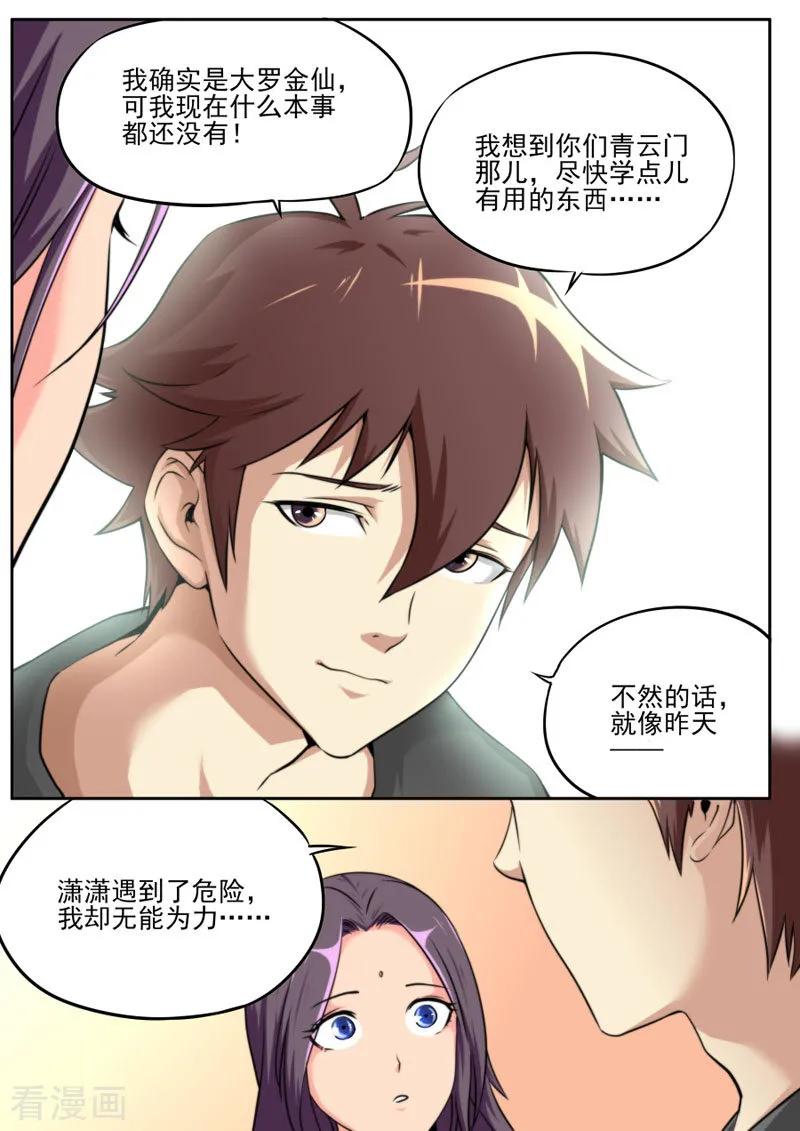 我确实是大罗金仙，
可我现在什么本事
都还没有！
我想到你们青云门
那儿，尽快学点儿
有用的东西……
不然的话，
就像昨天
——
潇潇遇到了危险，
我却无能为力……
看漫画